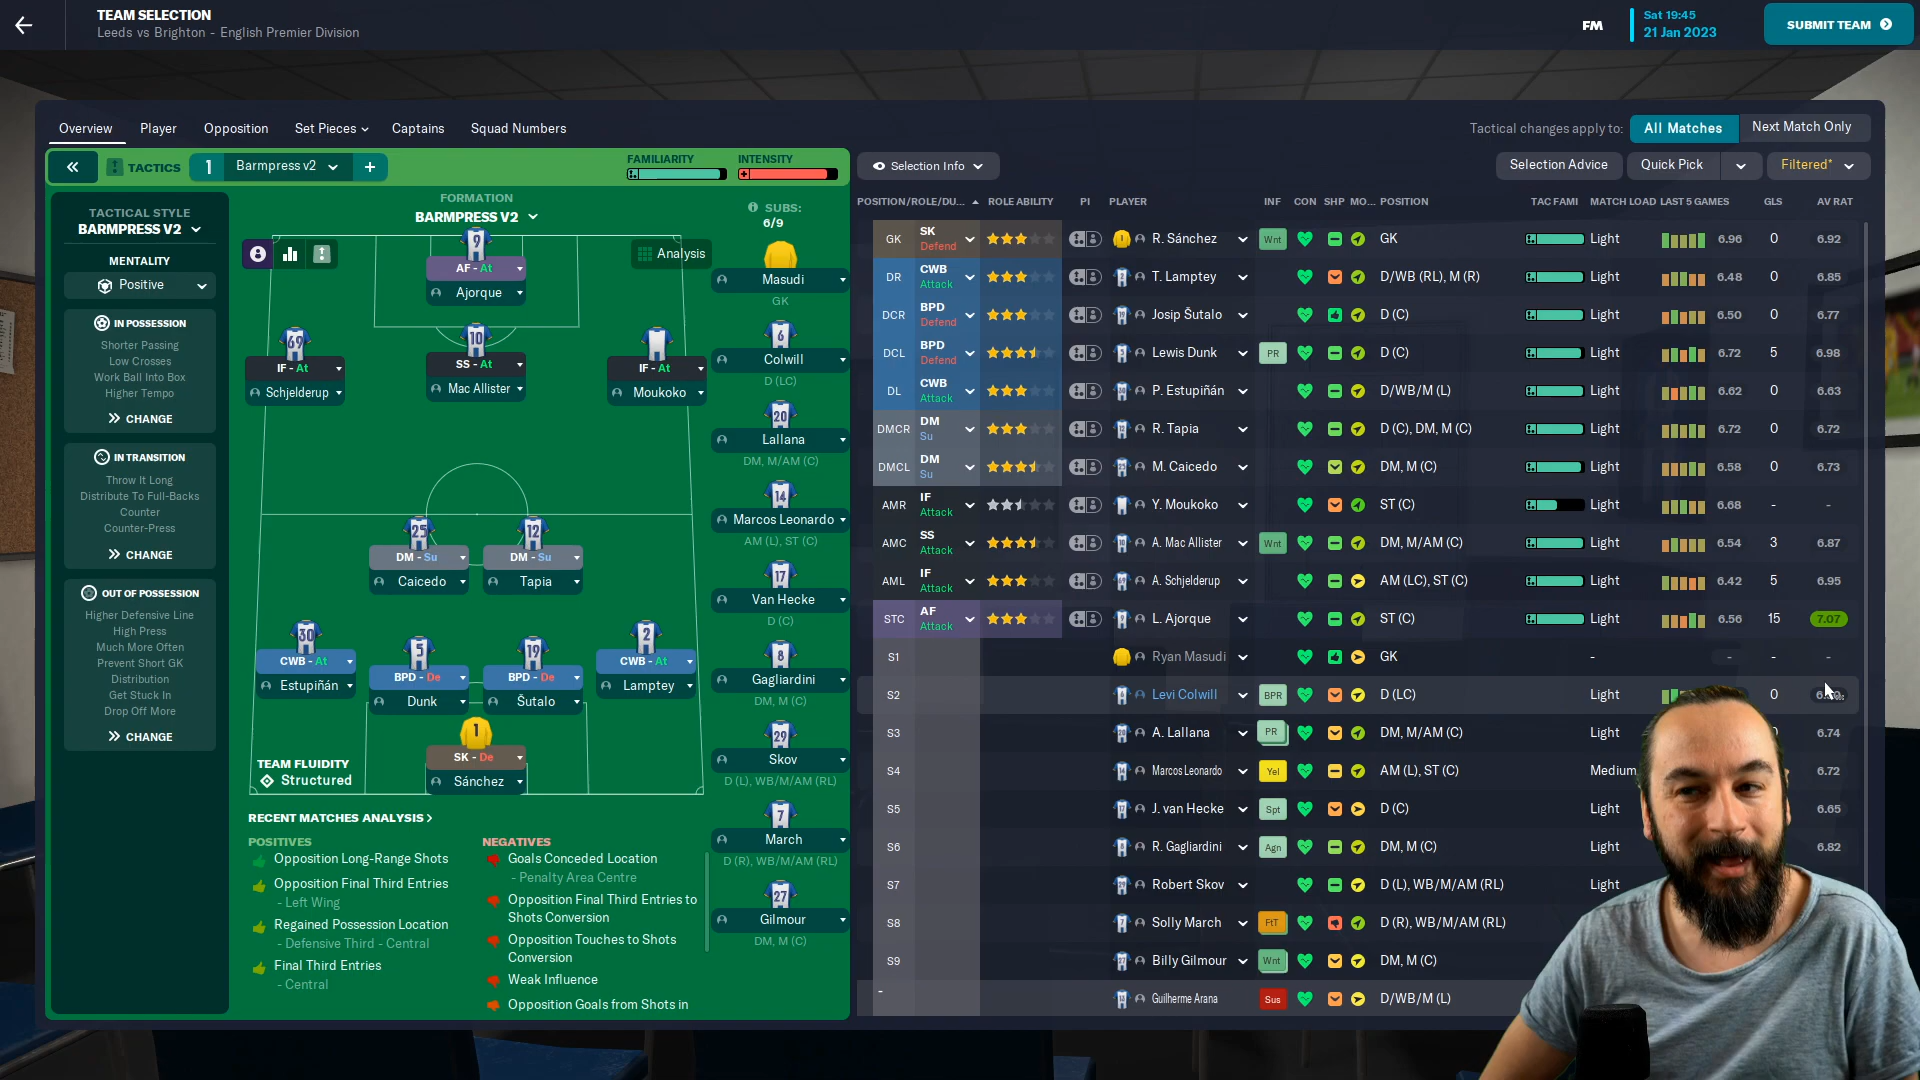 TEAM SELECTION
Leeds vs Brighton - English Premier Division
FM
Sat 19:45
21 Jan 2023
SUBMIT TEAM
Overview
Player
Opposition
Set Pieces
Captains
Squad Numbers
Tactical changes apply to:
All Matches
Next Match Only
TACTICS
1
Barmpress v2
+
FAMILIARITY
INTENSITY
Selection Info
Selection Advice
Quick Pick
Filtered*
TACTICAL STYLE
BARMPRESS V2
MENTALITY
Positive
IN POSSESSION
Shorter Passing
Low Crosses
Work Ball Into Box
Higher Tempo
CHANGE
IN TRANSITION
Throw It Long
Distribute To Full-Backs
Counter
Counter-Press
CHANGE
OUT OF POSSESSION
Higher Defensive Line
High Press
Much More Often
Prevent Short GK
Distribution
Get Stuck In
Drop Off More
CHANGE
FORMATION
BARMPRESS V2
Analysis
9
AF - At
Ajorque
69
IF - At
Schjelderup
10
SS - At
Mac Allister
IF - At
Moukoko
25
DM - Su
Caicedo
12
DM - Su
Tapia
30
CWB - At
Estupiñán
5
BPD - De
Dunk
19
BPD - De
Šutalo
2
CWB - At
Lamptey
1
SK - De
Sánchez
TEAM FLUIDITY
Structured
SUBS:
6/9
Masudi
GK
6
Colwill
D (LC)
20
Lallana
DM, M/AM (C)
14
Marcos Leonardo
AM (L), ST (C)
17
Van Hecke
D (C)
8
Gagliardini
DM, M (C)
29
Skov
D (L), WB/M/AM (RL)
7
March
D (R), WB/M/AM (RL)
27
Gilmour
DM, M (C)
RECENT MATCHES ANALYSIS
POSITIVES
Opposition Long-Range Shots
Opposition Final Third Entries
- Left Wing
Regained Possession Location
- Defensive Third - Central
Final Third Entries
- Central
NEGATIVES
Goals Conceded Location
- Penalty Area Centre
Opposition Final Third Entries to
Shots Conversion
Opposition Touches to Shots
Conversion
Weak Influence
Opposition Goals from Shots in
POSITION/ROLE/DU... ROLE ABILITY PI PLAYER INF CON SHP MO... POSITION TAC FAMI MATCH LOAD LAST 5 GAMES GLS AV RAT
GK SK Defend R. Sánchez Wnt GK Light 6.96 0 6.92
DR CWB Attack T. Lamptey D/WB (RL), M (R) Light 6.48 0 6.85
DCR BPD Defend Josip Šutalo D (C) Light 6.50 0 6.77
DCL BPD Defend Lewis Dunk PR D (C) Light 6.72 5 6.98
DL CWB Attack P. Estupiñán D/WB/M (L) Light 6.62 0 6.63
DMCR DM Su R. Tapia D (C), DM, M (C) Light 6.72 0 6.72
DMCL DM Su M. Caicedo DM, M (C) Light 6.58 0 6.73
AMR IF Attack Y. Moukoko ST (C) Light 6.68 - -
AMC SS Attack A. Mac Allister Wnt DM, M/AM (C) Light 6.54 3 6.87
AML IF Attack A. Schjelderup AM (LC), ST (C) Light 6.42 5 6.95
STC AF Attack L. Ajorque ST (C) Light 6.56 15 7.07
S1 Ryan Masudi GK - - - -
S2 Levi Colwill BPR D (LC) Light 0
S3 A. Lallana PR DM, M/AM (C) Light 6.74
S4 Marcos Leonardo Yel AM (L), ST (C) Medium 6.72
S5 J. van Hecke Spt D (C) Light 6.65
S6 R. Gagliardini Agn DM, M (C) Light 6.82
S7 Robert Skov D (L), WB/M/AM (RL) Light
S8 Solly March FtT D (R), WB/M/AM (RL)
S9 Billy Gilmour Wnt DM, M (C)
- Guilherme Arana Sus D/WB/M (L)